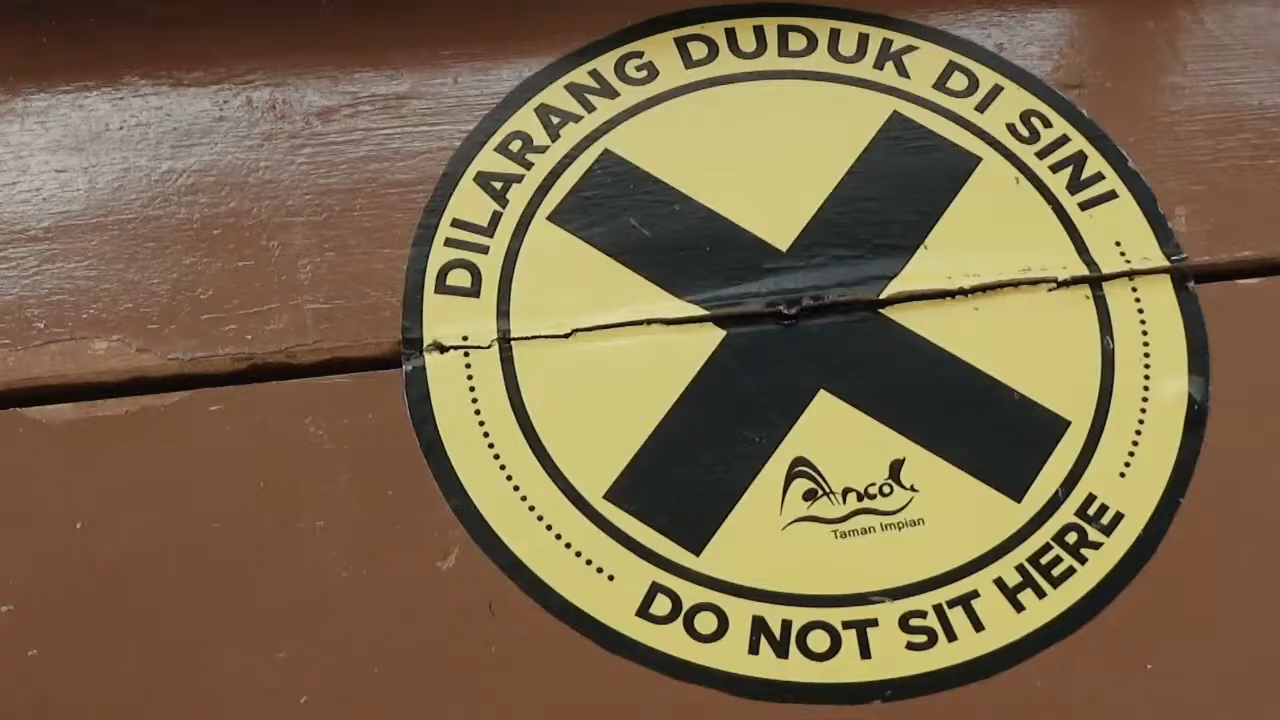 DILARANG DUDUK DI SINI
Ancol
Taman Impian
DO NOT SIT HERE